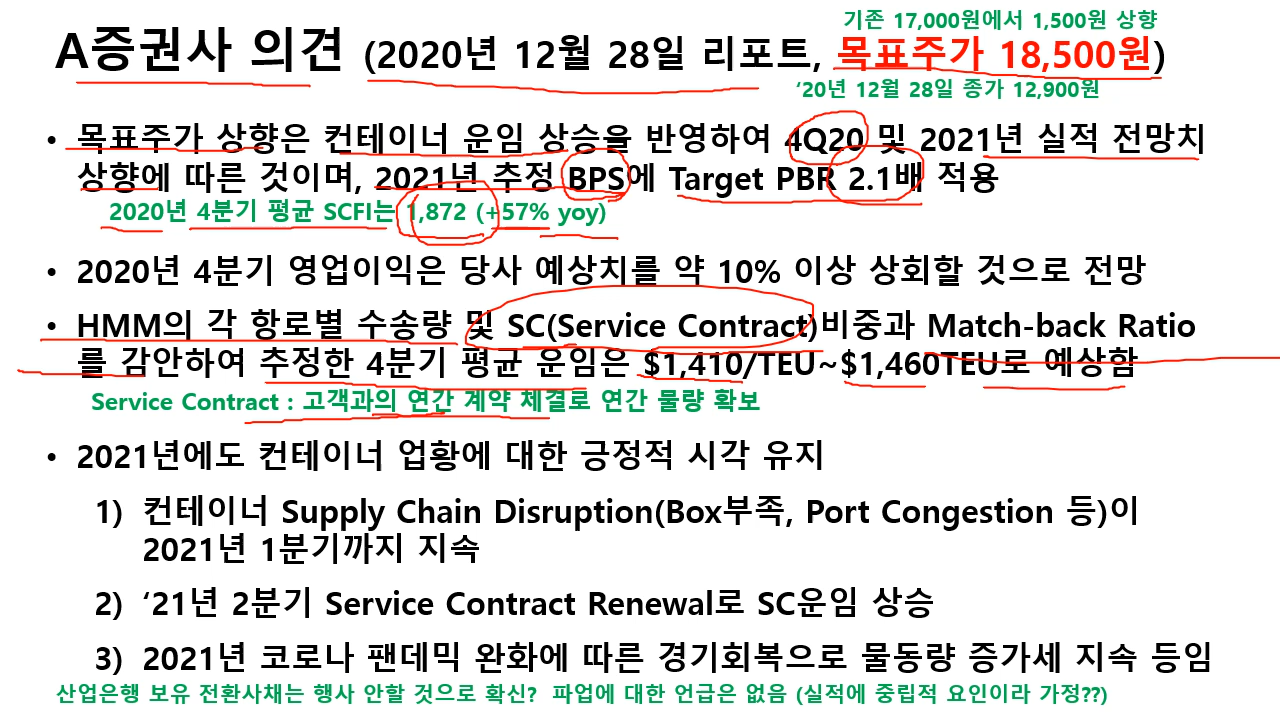 기존 17,000원에서 1,500원 상향
A증권사 의견 (2020년 12월 28일 리포트, 목표주가 18,500원)
‘20년 12월 28일 종가 12,900원
• 목표주가 상향은 컨테이너 운임 상승을 반영하여 4Q20 및 2021년 실적 전망치
상향에 따른 것이며, 2021년 추정 BPS에 Target PBR 2.1배 적용
2020년 4분기 평균 SCFI는 1,872 (+57% yoy)
• 2020년 4분기 영업이익은 당사 예상치를 약 10% 이상 상회할 것으로 전망
• HMM의 각 항로별 수송량 및 SC(Service Contract)비중과 Match-back Ratio
를 감안하여 추정한 4분기 평균 운임은 $1,410/TEU~$1,460TEU로 예상함
Service Contract : 고객과의 연간 계약 체결로 연간 물량 확보
• 2021년에도 컨테이너 업황에 대한 긍정적 시각 유지
1) 컨테이너 Supply Chain Disruption(Box부족, Port Congestion 등)이
2021년 1분기까지 지속
2) ‘21년 2분기 Service Contract Renewal로 SC운임 상승
3) 2021년 코로나 팬데믹 완화에 따른 경기회복으로 물동량 증가세 지속 등임
산업은행 보유 전환사채는 행사 안할 것으로 확신? 파업에 대한 언급은 없음 (실적에 중립적 요인이라 가정??)